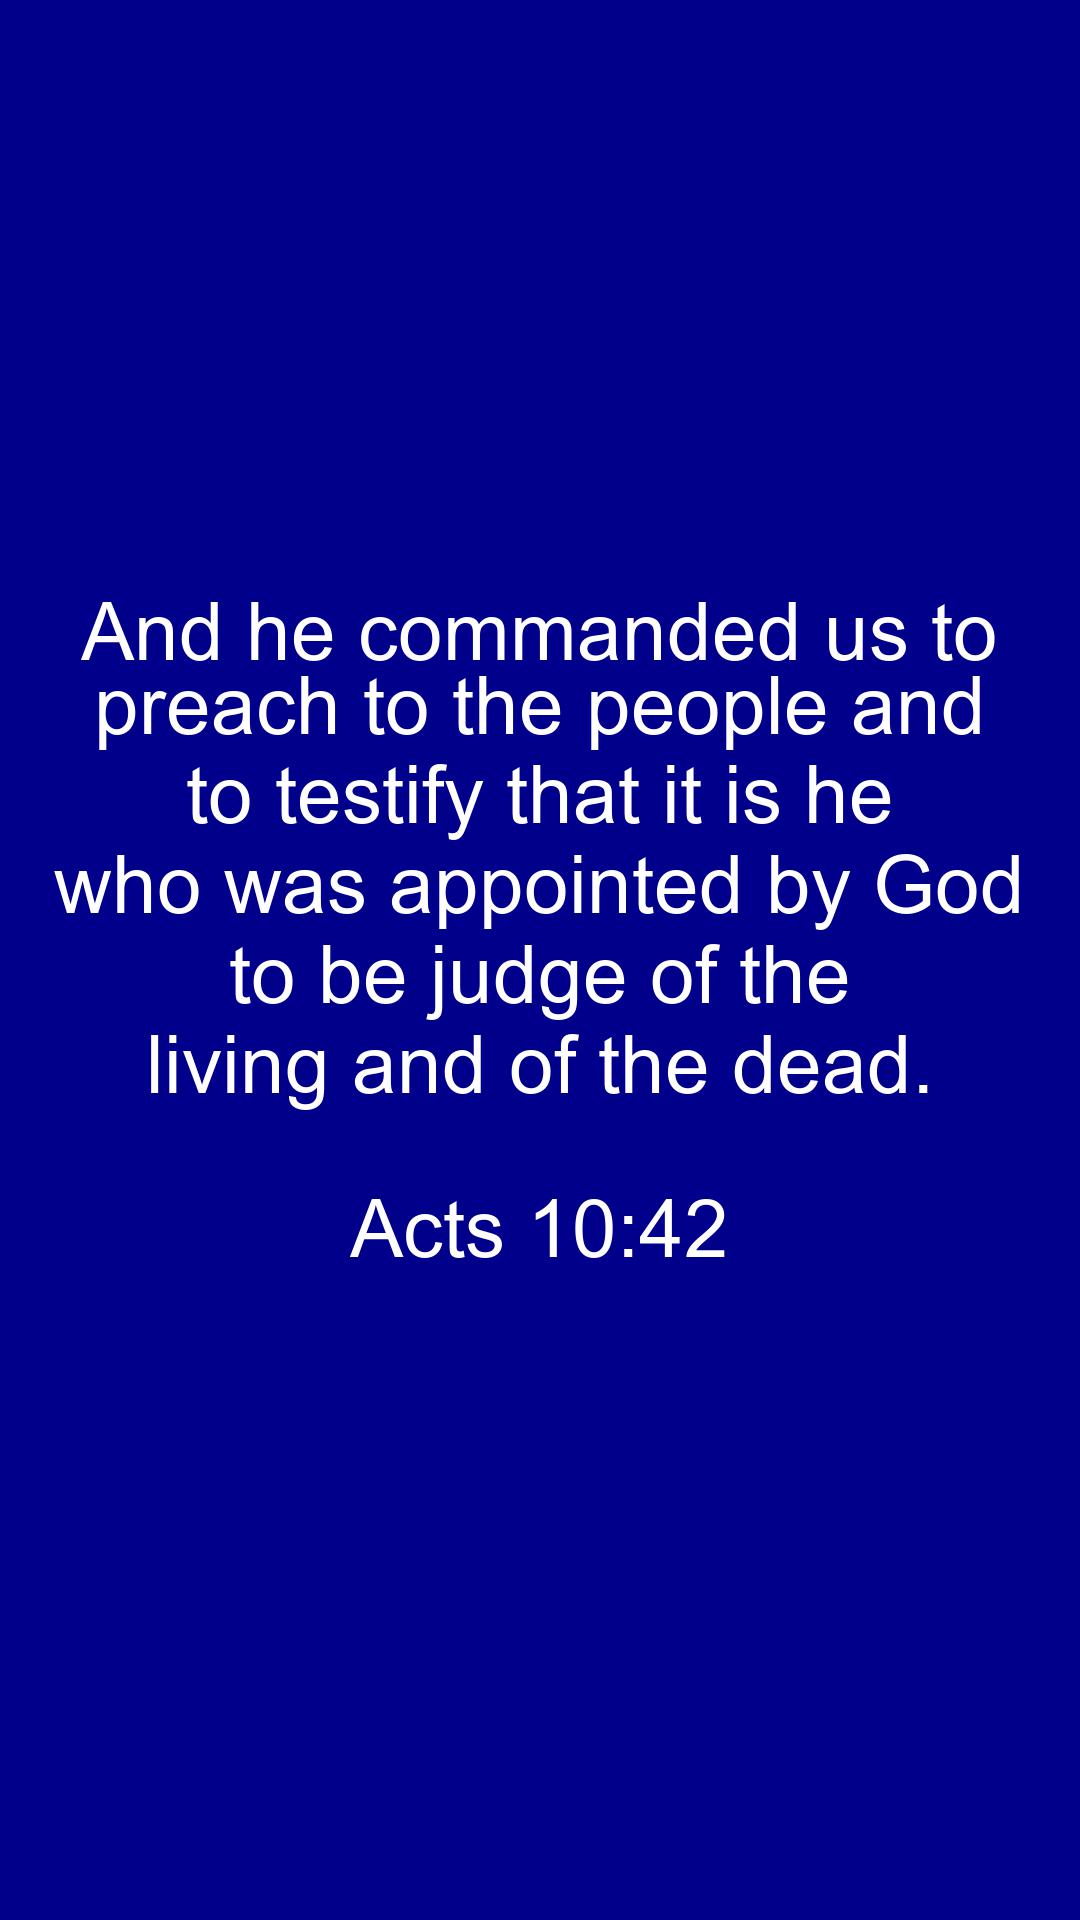 And he commanded us to
preach to the people and
to testify that it is he
who was appointed by God
to be judge of the
living and of the dead.
Acts 10:42